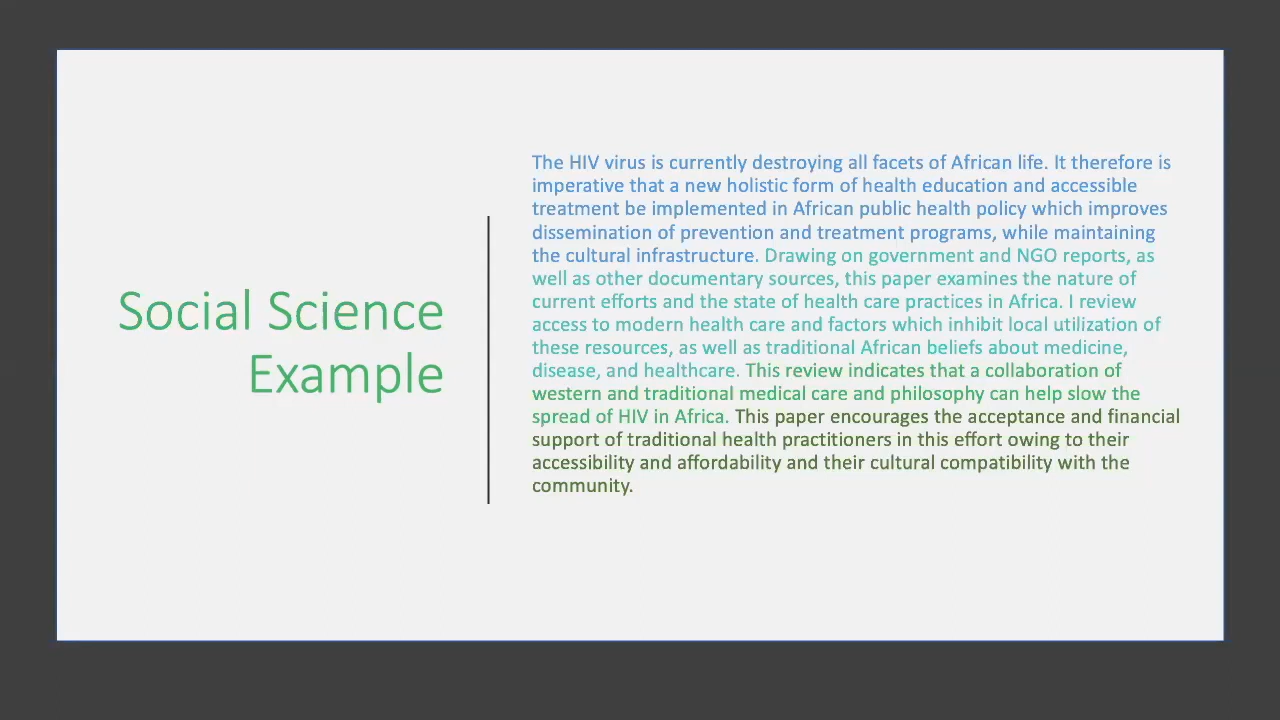 Social Science
Example
The HIV virus is currently destroying all facets of African life. It therefore is
imperative that a new holistic form of health education and accessible
treatment be implemented in African public health policy which improves
dissemination of prevention and treatment programs, while maintaining
the cultural infrastructure. Drawing on government and NGO reports, as
well as other documentary sources, this paper examines the nature of
current efforts and the state of health care practices in Africa. I review
access to modern health care and factors which inhibit local utilization of
these resources, as well as traditional African beliefs about medicine,
disease, and healthcare. This review indicates that a collaboration of
western and traditional medical care and philosophy can help slow the
spread of HIV in Africa. This paper encourages the acceptance and financial
support of traditional health practitioners in this effort owing to their
accessibility and affordability and their cultural compatibility with the
community.